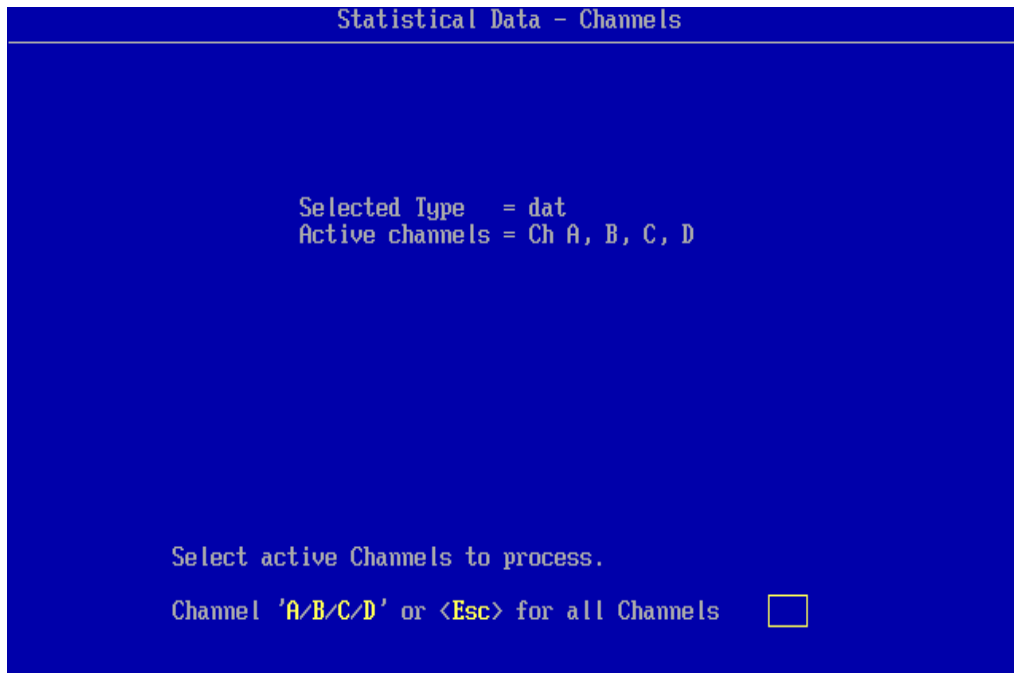 Statistical Data - Channels
Selected Type = dat
Active channels = Ch A, B, C, D
Select active Channels to process.
Channel 'A/B/C/D' or <Esc> for all Channels